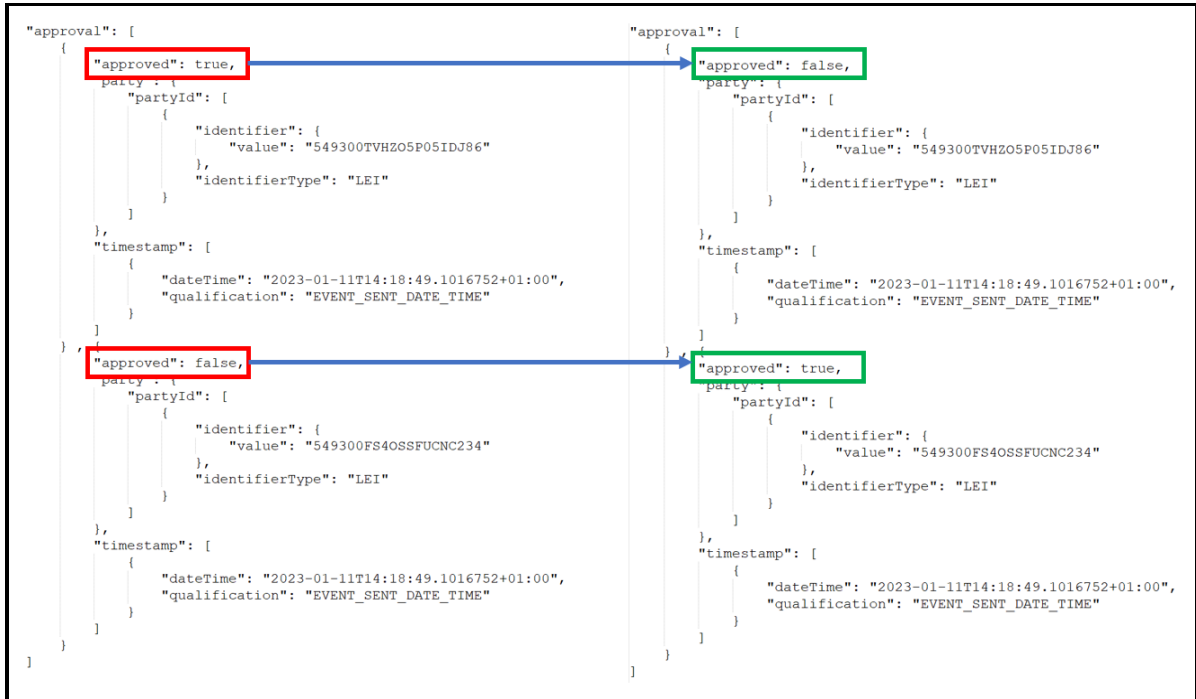 "approval": [
{
"approved": true,
"party": {
"partyId": [
{
"identifier": {
"value": "549300TVHZO5P05IDJ86"
},
"identifierType": "LEI"
}
]
},
"timestamp": [
{
"dateTime": "2023-01-11T14:18:49.1016752+01:00",
"qualification": "EVENT_SENT_DATE_TIME"
}
]
} , {
"approved": false,
"party": {
"partyId": [
{
"identifier": {
"value": "549300FS4OSSFUCNC234"
},
"identifierType": "LEI"
}
]
},
"timestamp": [
{
"dateTime": "2023-01-11T14:18:49.1016752+01:00",
"qualification": "EVENT_SENT_DATE_TIME"
}
]
}
]
"approval": [
{
"approved": false,
"party": {
"partyId": [
{
"identifier": {
"value": "549300TVHZO5P05IDJ86"
},
"identifierType": "LEI"
}
]
},
"timestamp": [
{
"dateTime": "2023-01-11T14:18:49.1016752+01:00",
"qualification": "EVENT_SENT_DATE_TIME"
}
]
} , {
"approved": true,
"party": {
"partyId": [
{
"identifier": {
"value": "549300FS4OSSFUCNC234"
},
"identifierType": "LEI"
}
]
},
"timestamp": [
{
"dateTime": "2023-01-11T14:18:49.1016752+01:00",
"qualification": "EVENT_SENT_DATE_TIME"
}
]
}
]